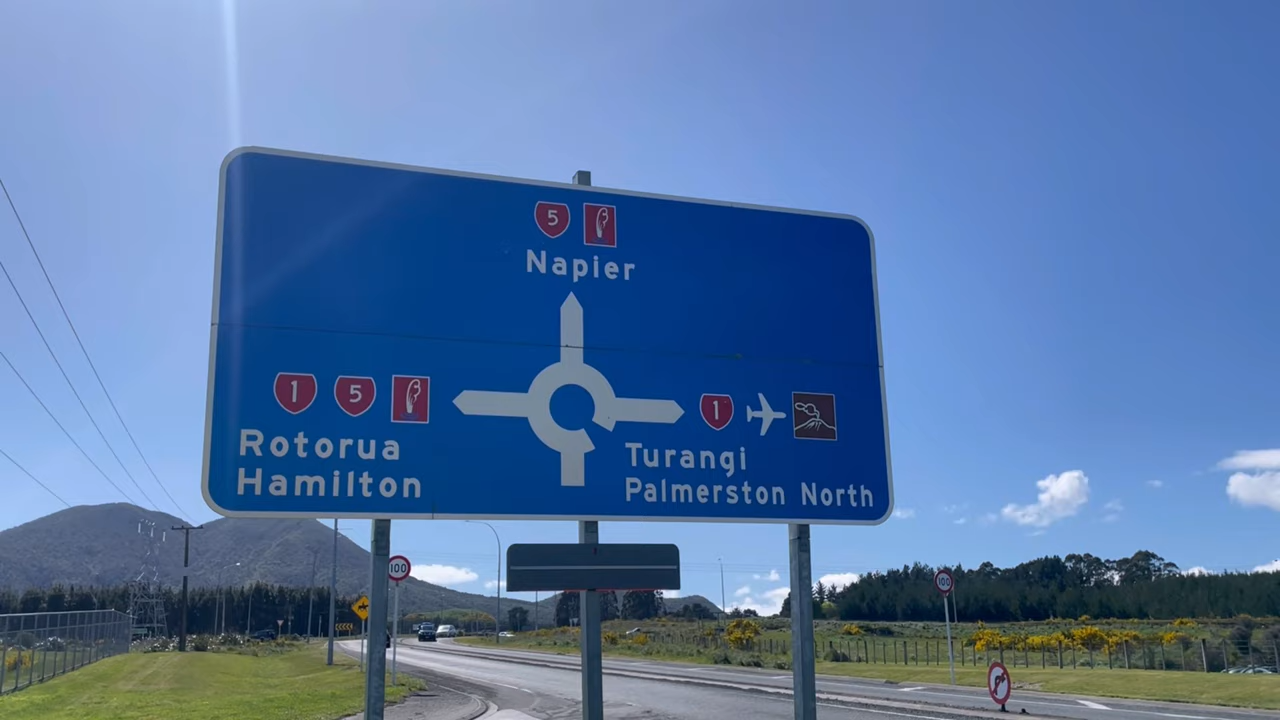 5
Napier
1 5
Rotorua
Hamilton
1
Turangi
Palmerston North
100
100